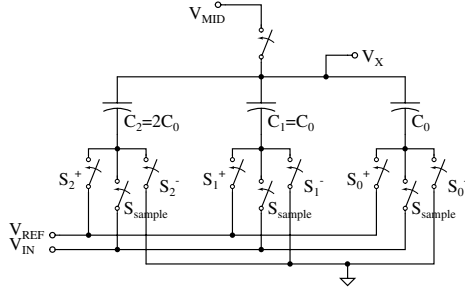 V_MID
V_X
C_2=2C_0
C_1=C_0
C_0
S_2^+
S_2^-
S_1^+
S_1^-
S_0^+
S_0^-
S_sample
S_sample
S_sample
V_REF
V_IN